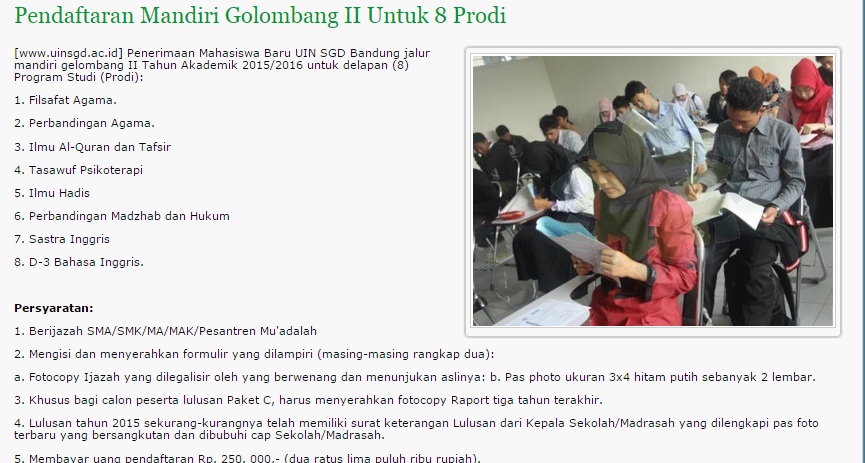 Pendaftaran Mandiri Golombang II Untuk 8 Prodi
[www.uinsgd.ac.id] Penerimaan Mahasiswa Baru UIN SGD Bandung jalur
mandiri gelombang II Tahun Akademik 2015/2016 untuk delapan (8)
Program Studi (Prodi):
1. Filsafat Agama.
2. Perbandingan Agama.
3. Ilmu Al-Quran dan Tafsir
4. Tasawuf Psikoterapi
5. Ilmu Hadis
6. Perbandingan Madzhab dan Hukum
7. Sastra Inggris
8. D-3 Bahasa Inggris.
Persyaratan:
1. Berijazah SMA/SMK/MA/MAK/Pesantren Mu'adalah
2. Mengisi dan menyerahkan formulir yang dilampiri (masing-masing rangkap dua):
a. Fotocopy Ijazah yang dilegalisir oleh yang berwenang dan menunjukan aslinya: b. Pas photo ukuran 3x4 hitam putih sebanyak 2 lembar.
3. Khusus bagi calon peserta lulusan Paket C, harus menyerahkan fotocopy Raport tiga tahun terakhir.
4. Lulusan tahun 2015 sekurang-kurangnya telah memiliki surat keterangan Lulusan dari Kepala Sekolah/Madrasah yang dilengkapi pas foto
terbaru yang bersangkutan dan dibubuhi cap Sekolah/Madrasah.
5. Membayar uang pendaftaran Rp. 250. 000,- (dua ratus lima puluh ribu rupiah).